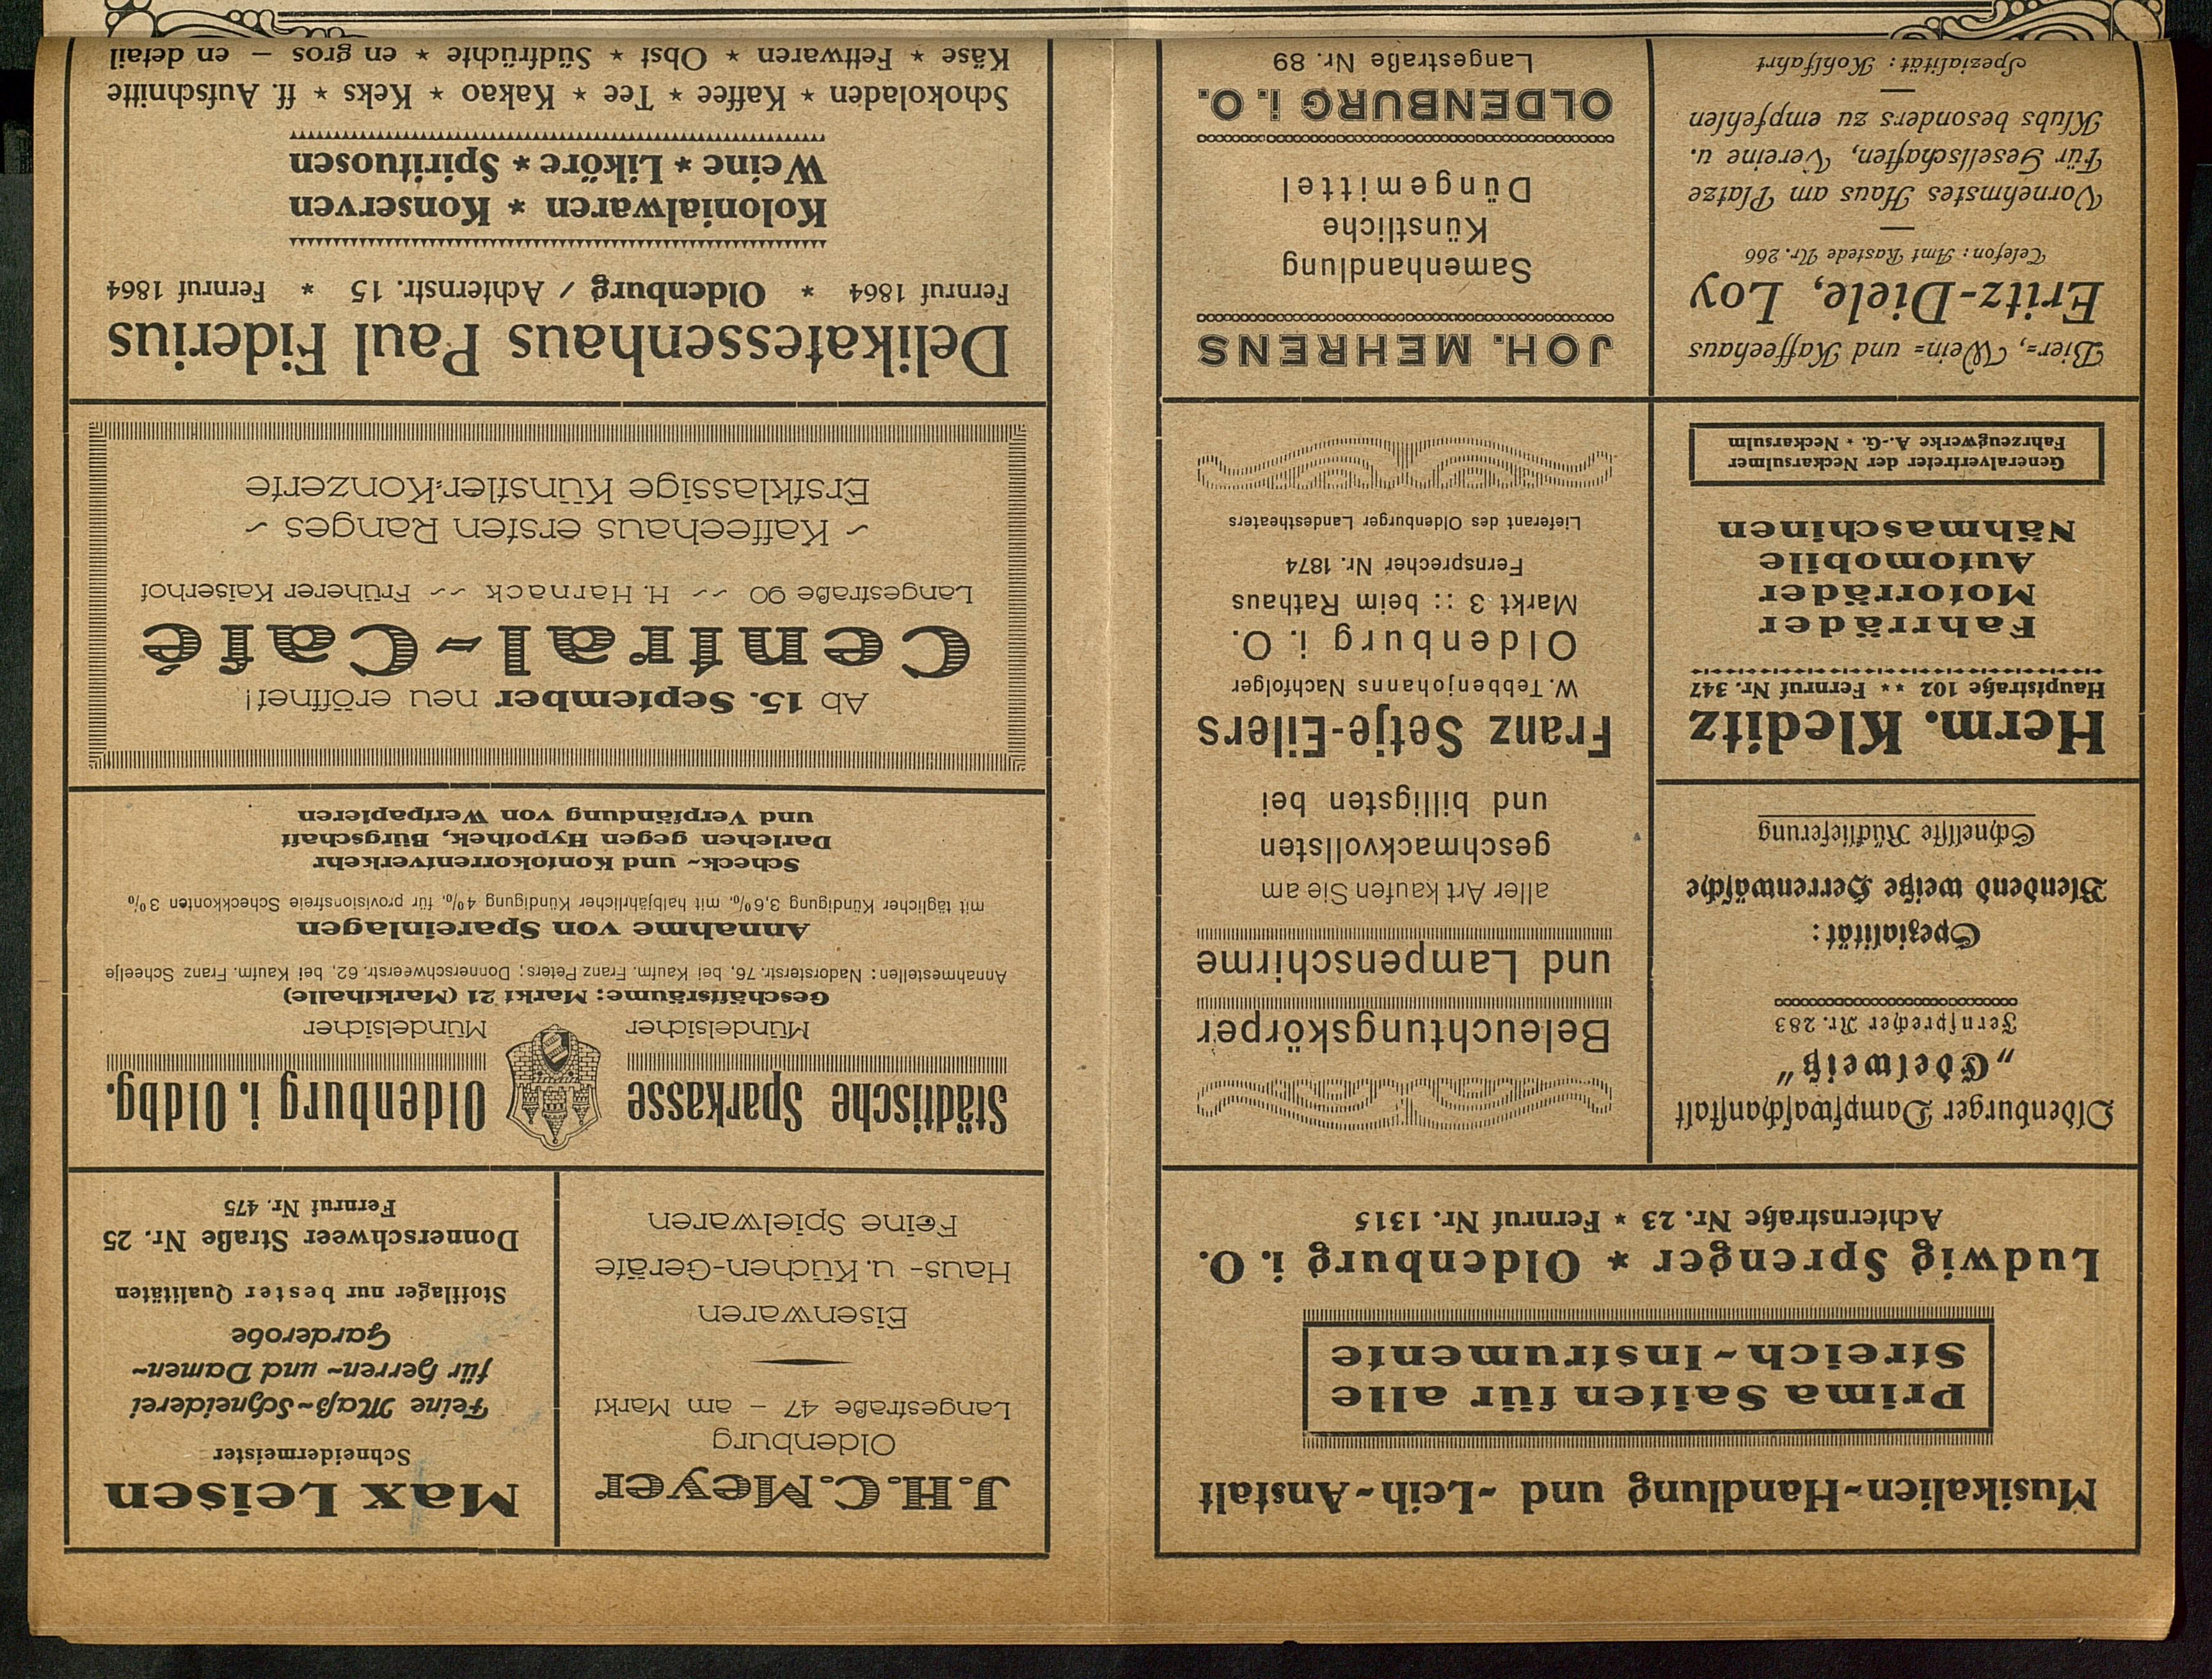 Musikalien-Handlung und -Leih-Anstalt
Prima Saiten für alle
Streich-Instrumente
Ludwig Sprenger * Oldenburg i. O.
Achternstraße Nr. 23 * Fernruf Nr. 1315
Oldenburger Dampfwaschanstalt
„Edelweiß“
Fernsprecher Nr. 283
Spezialität:
Blendend weiße Herrenwäsche
Schnellste Rücklieferung
Herm. Kleditz
Hauptstraße 102 ** Fernruf Nr. 347
Fahrräder
Motorräder
Automobile
Nähmaschinen
Generalvertreter der Neckarsulmer
Fahrzeugwerke A.-G. * Neckarsulm
Bier-, Wein- und Kaffeehaus
Eritz-Diele, Loy
Telefon: Amt Rastede Nr. 266
Vornehmstes Haus am Platze
Für Gesellschaften, Vereine u.
Klubs besonders zu empfehlen
Spezialität: Kohlfahrt
Beleuchtungskörper
und Lampenschirme
aller Art kaufen Sie am
geschmackvollsten
und billigsten bei
Franz Setje-Eilers
W. Tebbenjohanns Nachfolger
Oldenburg i. O.
Markt 3 :: beim Rathaus
Fernsprecher Nr. 1874
Lieferant des Oldenburger Landestheaters
JOH. MEHRENS
Samenhandlung
Künstliche
Düngemittel
OLDENBURG i. O.
Langestraße Nr. 89
J. H. C. Meyer
Oldenburg
Langestraße 47 – am Markt
Eisenwaren
Haus- u. Küchen-Geräte
Feine Spielwaren
Max Leisen
Schneidermeister
Feine Maß-Schneiderei
für Herren- und Damen-
Garderobe
Stofflager nur bester Qualitäten
Donnerschweer Straße Nr. 25
Fernruf Nr. 475
Städtische Sparkasse Oldenburg i. Oldbg.
Mündelsicher Mündelsicher
Geschäftsräume: Markt 21 (Markthalle)
Annahmestellen: Nadorsterstr. 76, bei Kaufm. Franz Peters; Donnerschweerstr. 62, bei Kaufm. Franz Scheelje
Annahme von Spareinlagen
mit täglicher Kündigung 3,6%, mit halbjährlicher Kündigung 4%, für provisionsfreie Scheckkonten 3%
Scheck- und Kontokorrentverkehr
Darlehen gegen Hypothek, Bürgschaft
und Verpfändung von Wertpapieren
Ab 15. September neu eröffnet!
Central-Café
Langestraße 90 ~~ H. Harnack ~~ Früherer Kaiserhof
~ Kaffeehaus ersten Ranges ~
Erstklassige Künstler-Konzerte
Delikatessenhaus Paul Fiderius
Fernruf 1864 * Oldenburg / Achternstr. 15 * Fernruf 1864
Kolonialwaren * Konserven
Weine * Liköre * Spirituosen
Schokoladen * Kaffee * Tee * Kakao * Keks * ff. Aufschnitte
Käse * Fettwaren * Obst * Südfrüchte * en gros – en detail